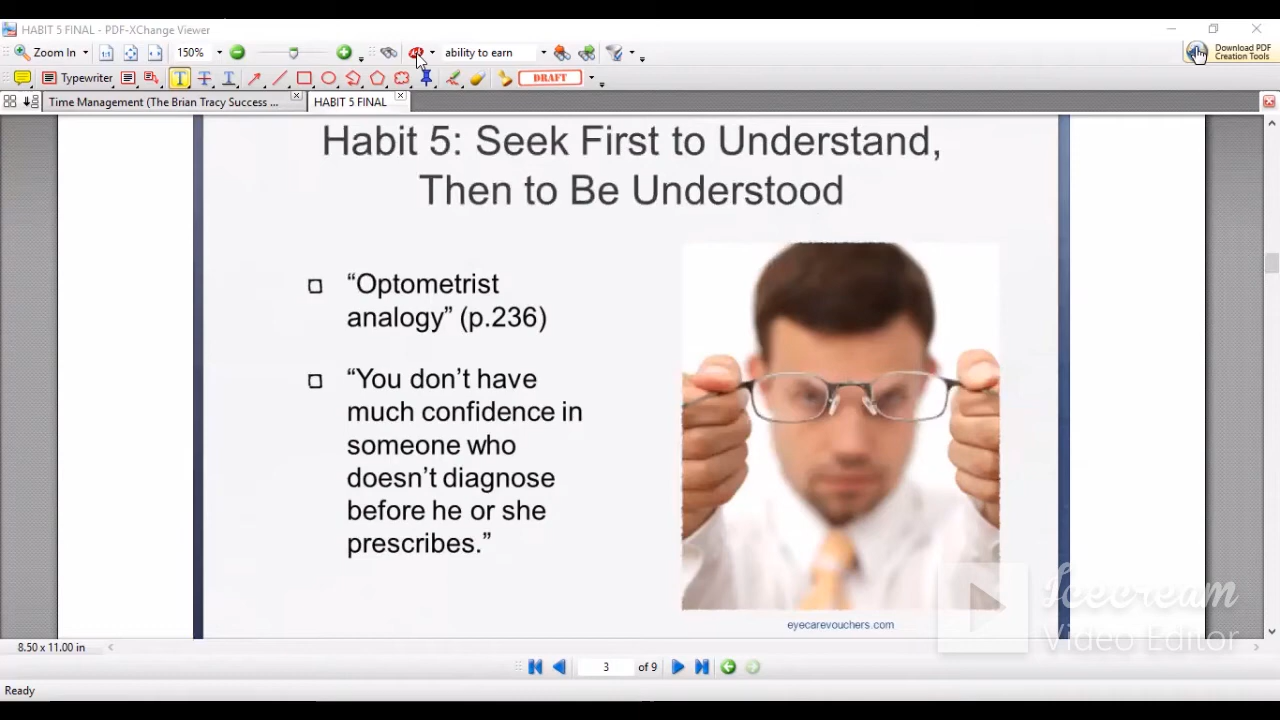 HABIT 5 FINAL - PDF-XChange Viewer
Zoom In
150%
ability to earn
Download PDF
Creation Tools
Typewriter
DRAFT
Time Management (The Brian Tracy Success ...
HABIT 5 FINAL
Habit 5: Seek First to Understand,
Then to Be Understood
“Optometrist
analogy” (p.236)
“You don’t have
much confidence in
someone who
doesn’t diagnose
before he or she
prescribes.”
eyecarevouchers.com
Icecream
Video Editor
8.50 x 11.00 in
3
of 9
Ready